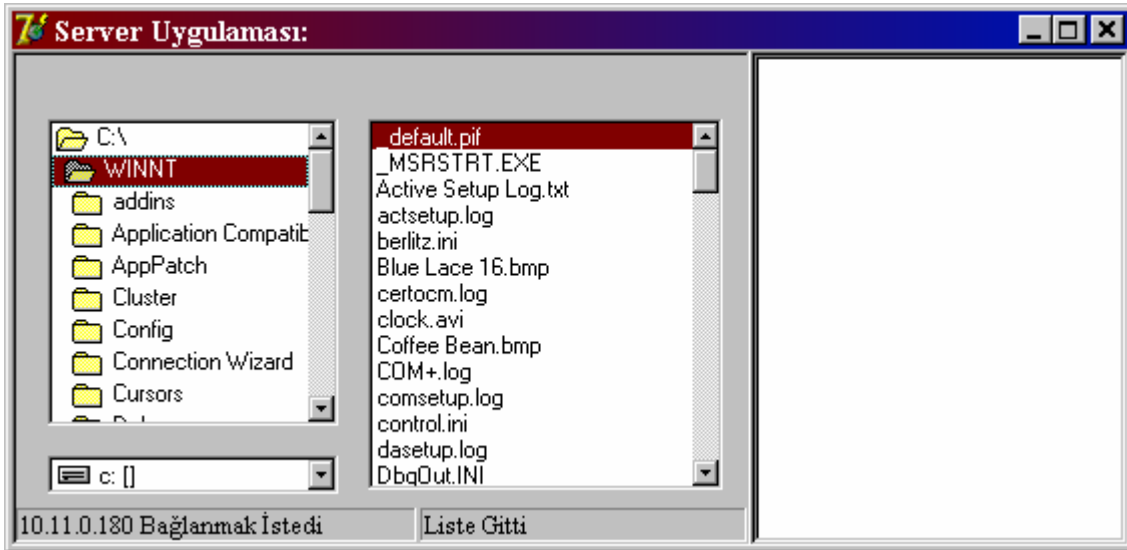 Server Uygulaması:
C:\
WINNT
addins
Application Compatib
AppPatch
Cluster
Config
Connection Wizard
Cursors
c: []
_default.pif
_MSRSTRT.EXE
Active Setup Log.txt
actsetup.log
berlitz.ini
Blue Lace 16.bmp
certocm.log
clock.avi
Coffee Bean.bmp
COM+.log
comsetup.log
control.ini
dasetup.log
DbgOut.INI
10.11.0.180 Bağlanmak İstedi
Liste Gitti